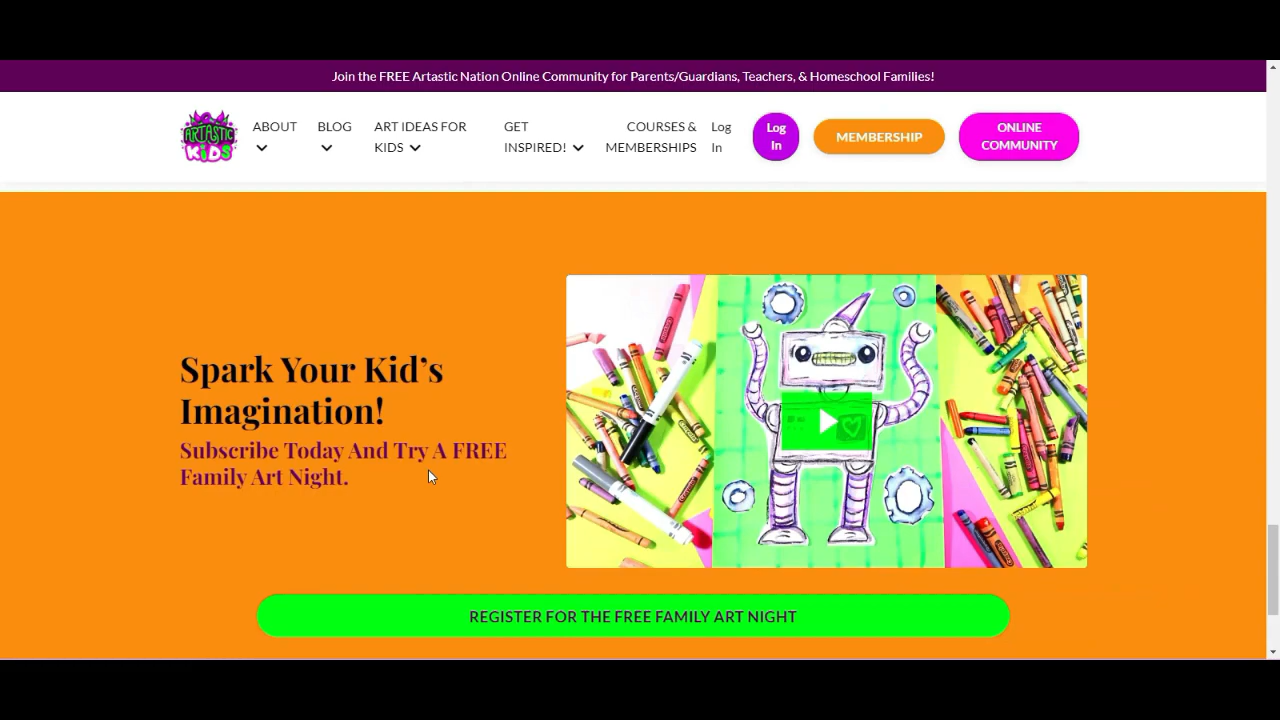 Join the FREE Artastic Nation Online Community for Parents/Guardians, Teachers, & Homeschool Families!
ARTASTIC
KIDS
ABOUT
BLOG
ART IDEAS FOR
KIDS
GET
INSPIRED!
COURSES &
MEMBERSHIPS
Log
In
Log
In
MEMBERSHIP
ONLINE
COMMUNITY
Spark Your Kid’s
Imagination!
Subscribe Today And Try A FREE
Family Art Night.
REGISTER FOR THE FREE FAMILY ART NIGHT